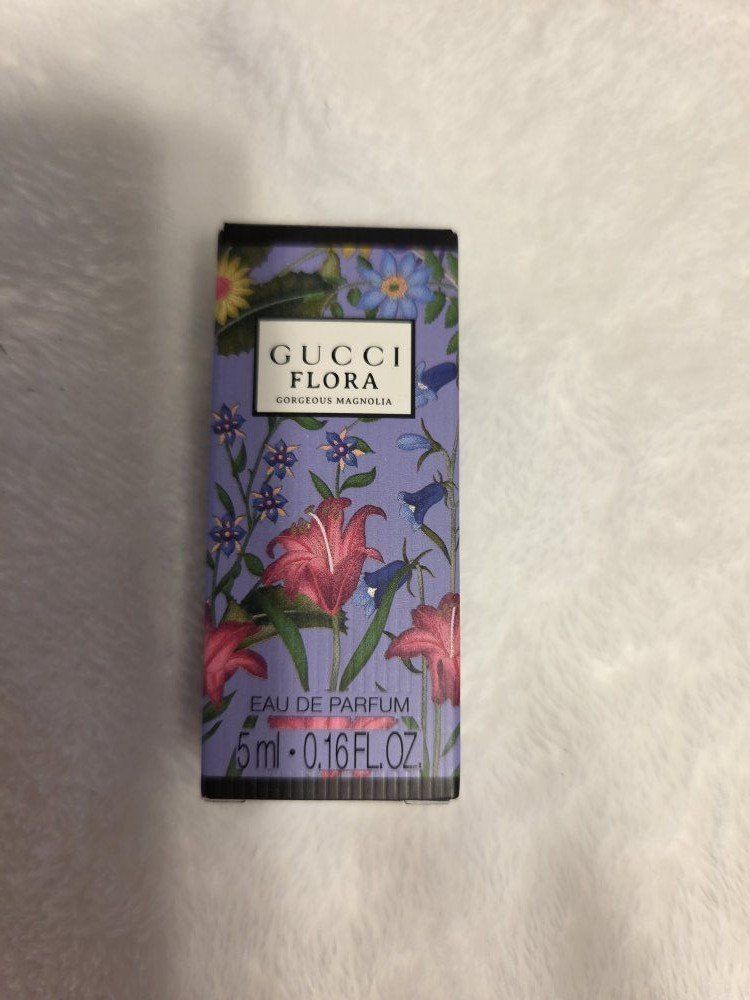 GUCCI
FLORA
GORGEOUS MAGNOLIA
EAU DE PARFUM
5 ml • 0.16 FL.OZ.